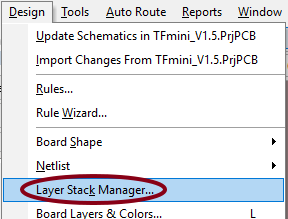 Design Tools Auto Route Reports Window
Update Schematics in TFmini_V1.5.PrjPCB
Import Changes From TFmini_V1.5.PrjPCB
Rules...
Rule Wizard...
Board Shape
Netlist
Layer Stack Manager...
Board Layers & Colors... L